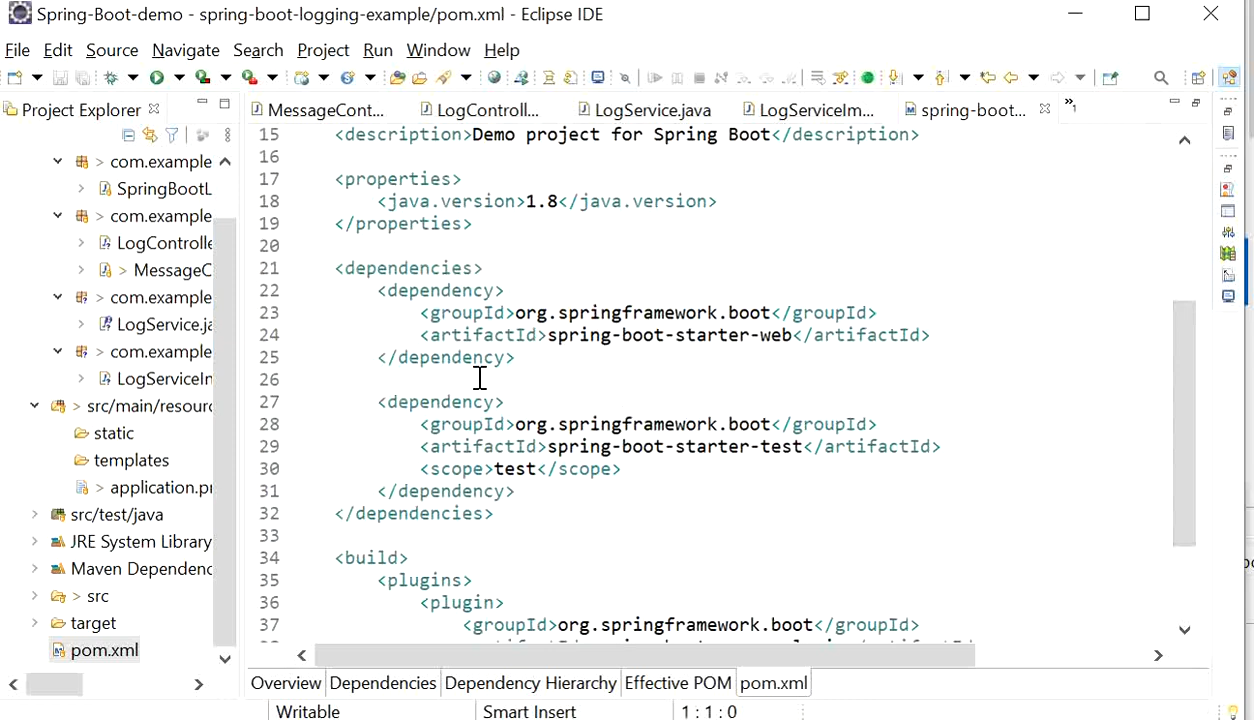 Spring-Boot-demo - spring-boot-logging-example/pom.xml - Eclipse IDE
File Edit Source Navigate Search Project Run Window Help
Project Explorer
MessageCont... LogControll... LogService.java LogServiceIm... spring-boot...
com.example
SpringBootL
com.example
LogControlle
> MessageC
com.example
LogService.ja
com.example
LogServiceIn
src/main/resourc
static
templates
application.pr
src/test/java
JRE System Library
Maven Dependenc
src
target
pom.xml
15 <description>Demo project for Spring Boot</description>
16
17 <properties>
18 <java.version>1.8</java.version>
19 </properties>
20
21 <dependencies>
22 <dependency>
23 <groupId>org.springframework.boot</groupId>
24 <artifactId>spring-boot-starter-web</artifactId>
25 </dependency>
26
27 <dependency>
28 <groupId>org.springframework.boot</groupId>
29 <artifactId>spring-boot-starter-test</artifactId>
30 <scope>test</scope>
31 </dependency>
32 </dependencies>
33
34 <build>
35 <plugins>
36 <plugin>
37 <groupId>org.springframework.boot</groupId>
Overview Dependencies Dependency Hierarchy Effective POM pom.xml
Writable Smart Insert 1 : 1 : 0